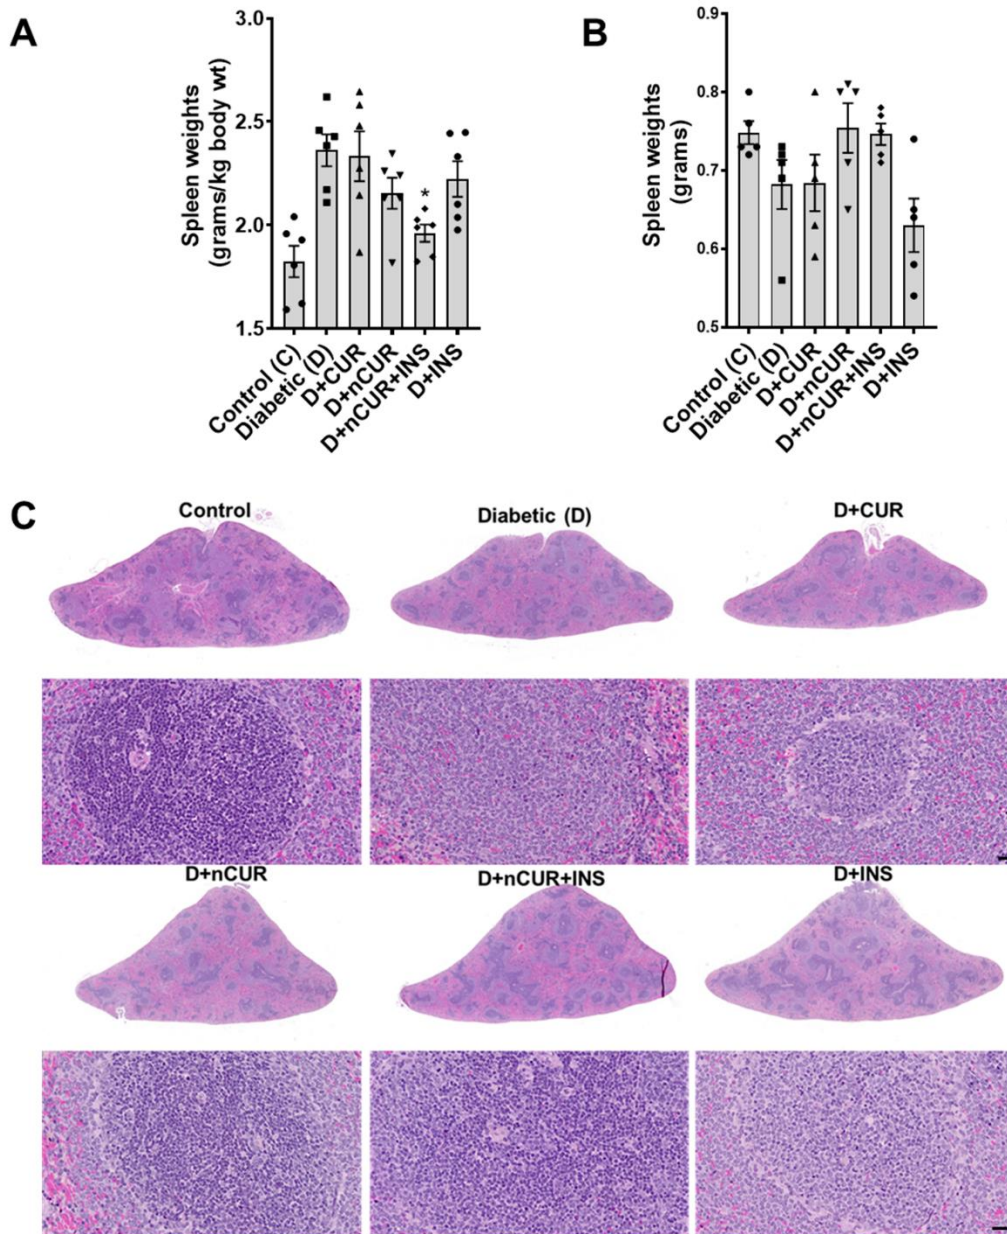 A
Spleen weights
(grams/kg body wt)
3.0
2.5
2.0
1.5
*
Control (C)
Diabetic (D)
D+CUR
D+nCUR
D+nCUR+INS
D+INS
B
Spleen weights
(grams)
0.9
0.8
0.7
0.6
0.5
Control (C)
Diabetic (D)
D+CUR
D+nCUR
D+nCUR+INS
D+INS
C
Control
Diabetic (D)
D+CUR
D+nCUR
D+nCUR+INS
D+INS